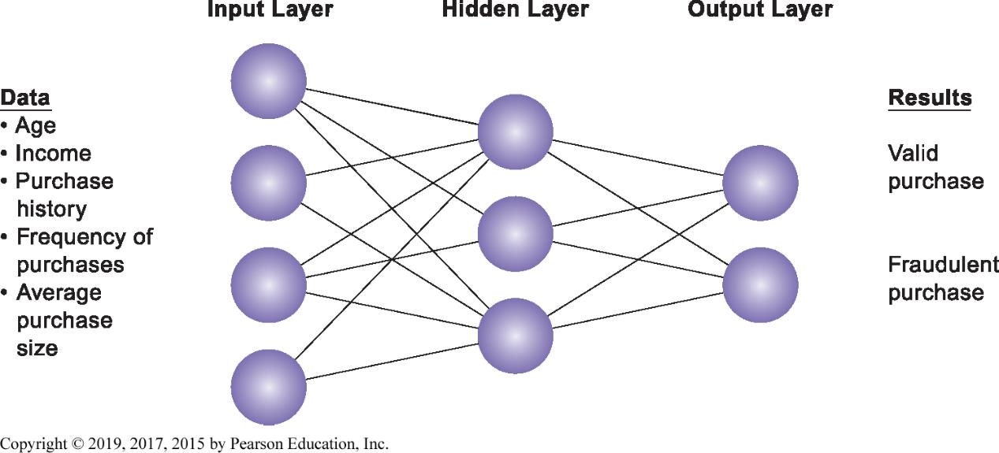 Input Layer
Hidden Layer
Output Layer
Data
• Age
• Income
• Purchase
history
• Frequency of
purchases
• Average
purchase
size
Results
Valid
purchase
Fraudulent
purchase
Copyright © 2019, 2017, 2015 by Pearson Education, Inc.